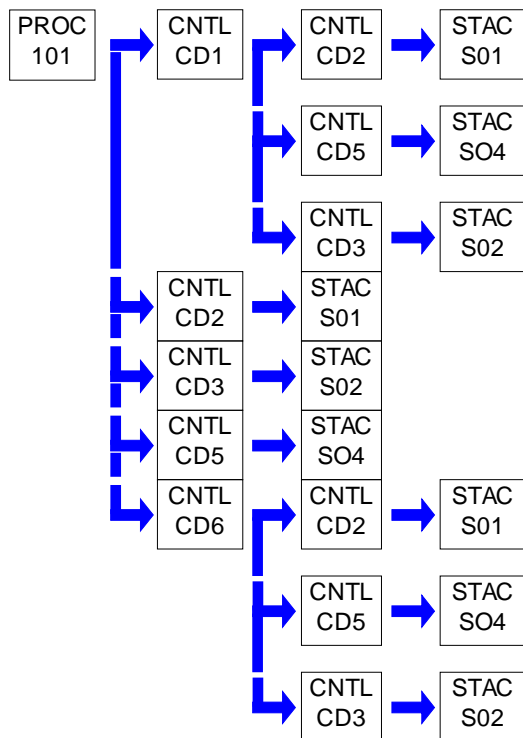 PROC
101
CNTL
CD1
CNTL
CD2
STAC
S01
CNTL
CD5
STAC
SO4
CNTL
CD3
STAC
S02
CNTL
CD2
STAC
S01
CNTL
CD3
STAC
S02
CNTL
CD5
STAC
SO4
CNTL
CD6
CNTL
CD2
STAC
S01
CNTL
CD5
STAC
SO4
CNTL
CD3
STAC
S02